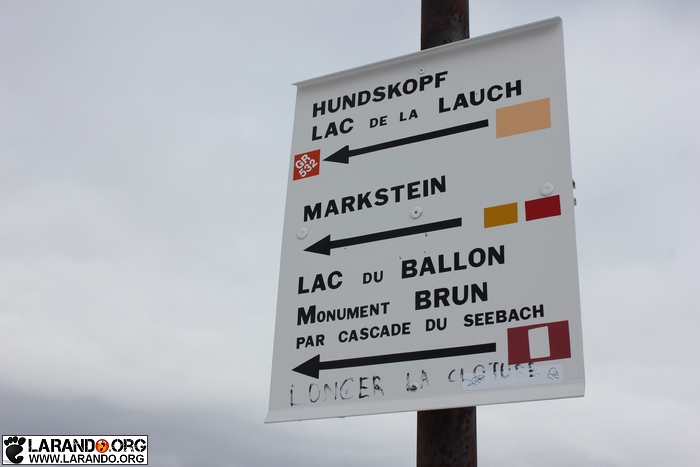 HUNDSKOPF
LAC DE LA LAUCH
GR
532
MARKSTEIN
LAC DU BALLON
MONUMENT BRUN
PAR CASCADE DU SEEBACH
LONGER LA CLOTURE
LARANDO.ORG
WWW.LARANDO.ORG